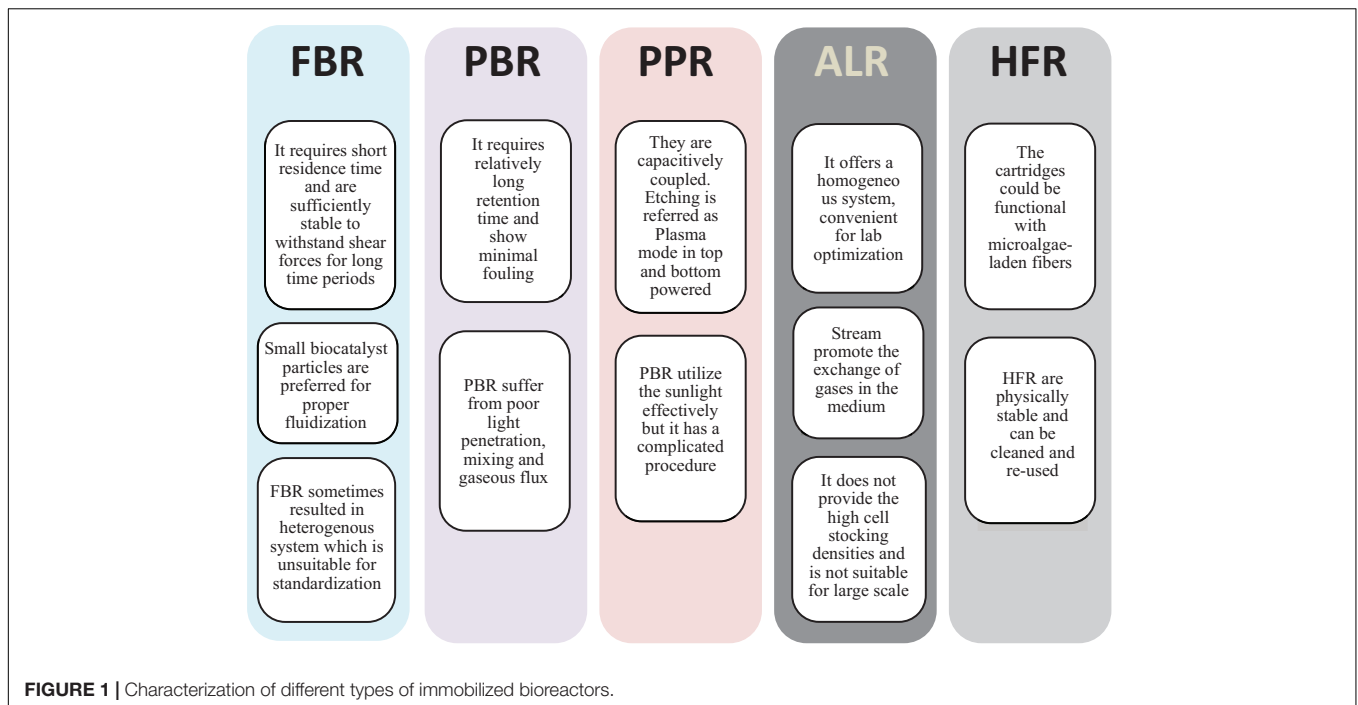 FBR
It requires short
residence time
and are
sufficiently
stable to
withstand shear
forces for long
time periods
Small biocatalyst
particles are
preferred for
proper
fluidization
FBR sometimes
resulted in
heterogenous
system which is
unsuitable for
standardization
PBR
It requires
relatively
long
retention
time and
show
minimal
fouling
PBR suffer
from poor
light
penetration,
mixing and
gaseous flux
PPR
They are
capacitively
coupled.
Etching is
referred as
Plasma
mode in top
and bottom
powered
PBR utilize
the sunlight
effectively
but it has a
complicated
procedure
ALR
It offers a
homogeneo
us system,
convenient
for lab
optimization
Stream
promote the
exchange of
gases in the
medium
It does not
provide the
high cell
stocking
densities and
is not suitable
for large scale
HFR
The
cartridges
could be
functional
with
microalgae-
laden fibers
HFR are
physically
stable and
can be
cleaned and
re-used
FIGURE 1 | Characterization of different types of immobilized bioreactors.